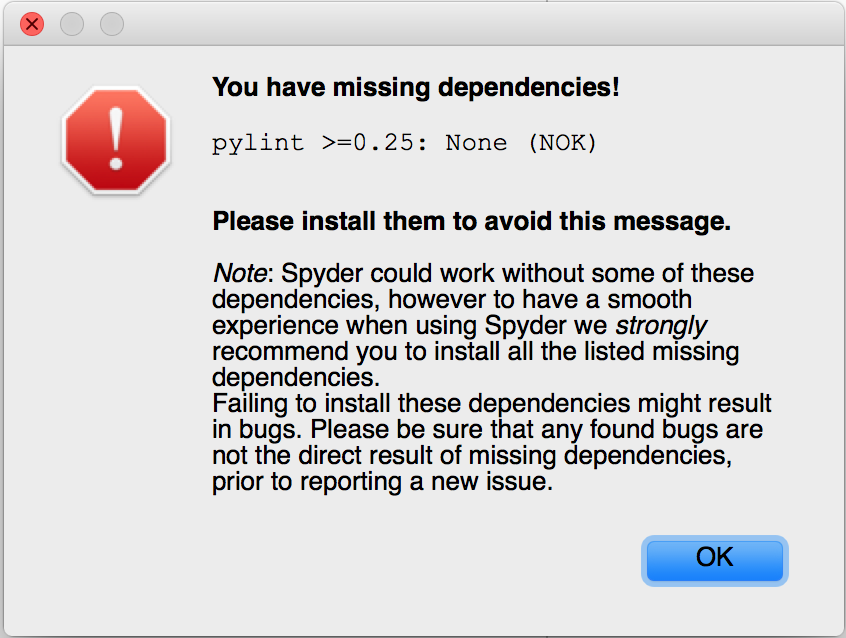 You have missing dependencies!
pylint >=0.25: None (NOK)
Please install them to avoid this message.
Note: Spyder could work without some of these
dependencies, however to have a smooth
experience when using Spyder we strongly
recommend you to install all the listed missing
dependencies.
Failing to install these dependencies might result
in bugs. Please be sure that any found bugs are
not the direct result of missing dependencies,
prior to reporting a new issue.
OK